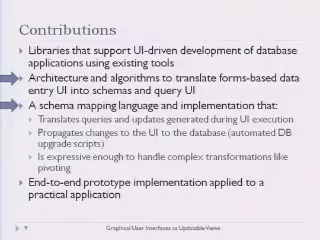 Contributions
Libraries that support UI-driven development of database
applications using existing tools
Architecture and algorithms to translate forms-based data
entry UI into schemas and query UI
A schema mapping language and implementation that:
Translates queries and updates generated during UI execution
Propagates changes to the UI to the database (automated DB
upgrade scripts)
Is expressive enough to handle complex transformations like
pivoting
End-to-end prototype implementation applied to a
practical application
9 Graphical User Interfaces as Updatable Views